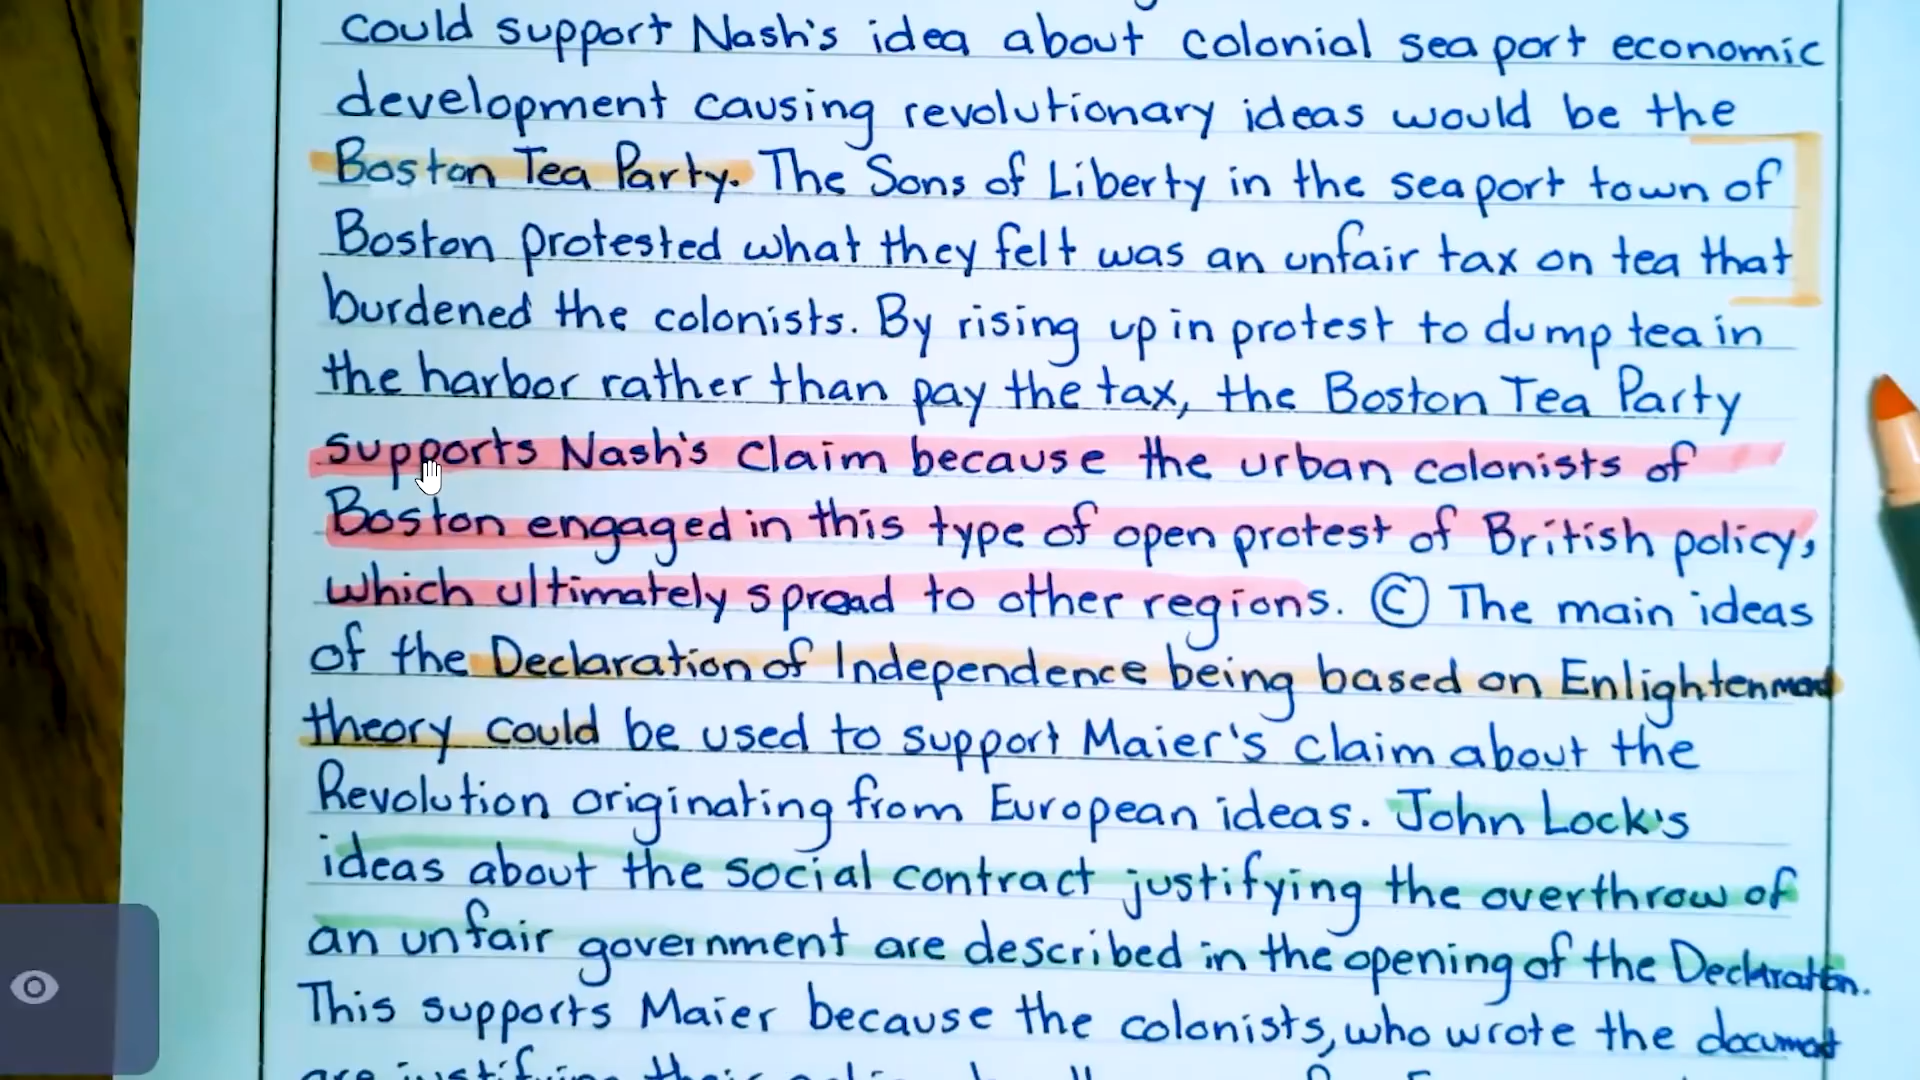 could support Nash's idea about colonial seaport economic
development causing revolutionary ideas would be the
Boston Tea Party. The Sons of Liberty in the seaport town of
Boston protested what they felt was an unfair tax on tea that
burdened the colonists. By rising up in protest to dump tea in
the harbor rather than pay the tax, the Boston Tea Party
supports Nash's claim because the urban colonists of
Boston engaged in this type of open protest of British policy,
which ultimately spread to other regions. Ⓒ The main ideas
of the Declaration of Independence being based on Enlightenment
theory could be used to support Maier's claim about the
Revolution originating from European ideas. John Lock's
ideas about the social contract justifying the overthrow of
an unfair government are described in the opening of the Declaration.
This supports Maier because the colonists, who wrote the document
are justifying their